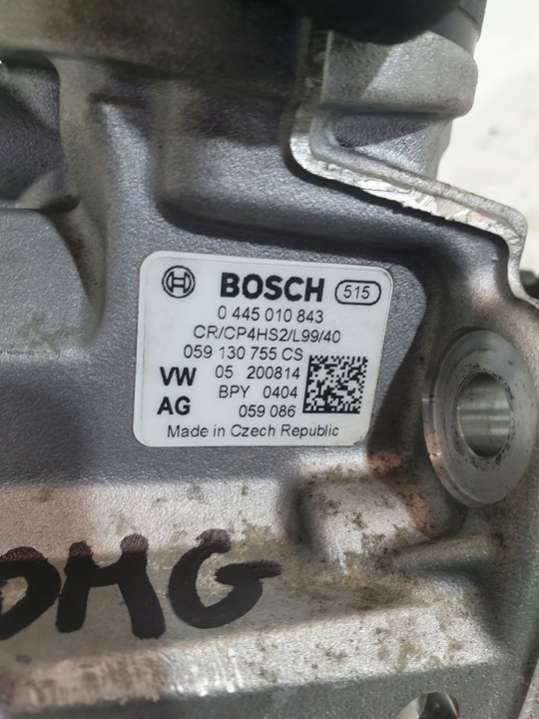 BOSCH 515
0 445 010 843
CR/CP4HS2/L99/40
059 130 755 CS
VW 05 200814
BPY 0404
AG 059 086
Made in Czech Republic
DMG